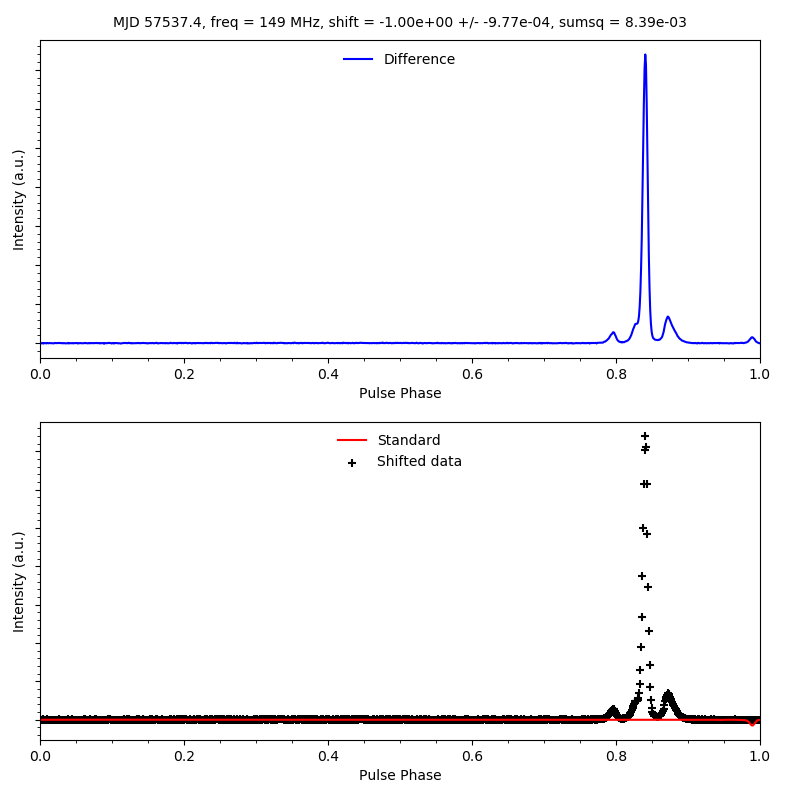 MJD 57537.4, freq = 149 MHz, shift = -1.00e+00 +/- -9.77e-04, sumsq = 8.39e-03
Difference
Intensity (a.u.)
0.0 0.2 0.4 0.6 0.8 1.0
Pulse Phase
Standard
Shifted data
Intensity (a.u.)
0.0 0.2 0.4 0.6 0.8 1.0
Pulse Phase